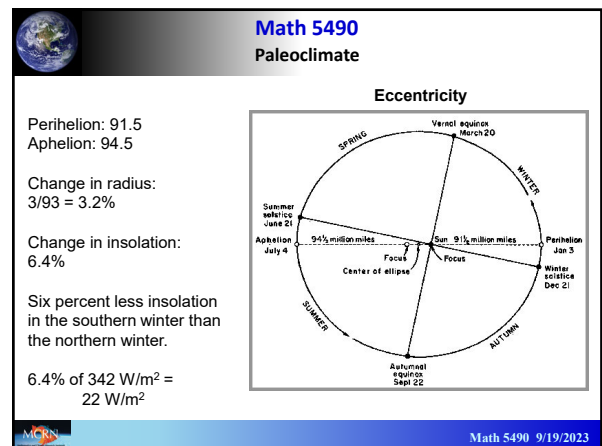 Math 5490
Paleoclimate
Eccentricity
Perihelion: 91.5
Aphelion: 94.5
Change in radius:
3/93 = 3.2%
Change in insolation:
6.4%
Six percent less insolation
in the southern winter than
the northern winter.
6.4% of 342 W/m² =
22 W/m²
Vernal equinox
March 20
SPRING
WINTER
Summer
solstice
June 21
Aphelion
July 4
94½ million miles
Sun
91½ million miles
Perihelion
Jan 3
Focus
Focus
Center of ellipse
Winter
solstice
Dec 21
SUMMER
AUTUMN
Autumnal
equinox
Sept 22
MCRN
Math 5490 9/19/2023